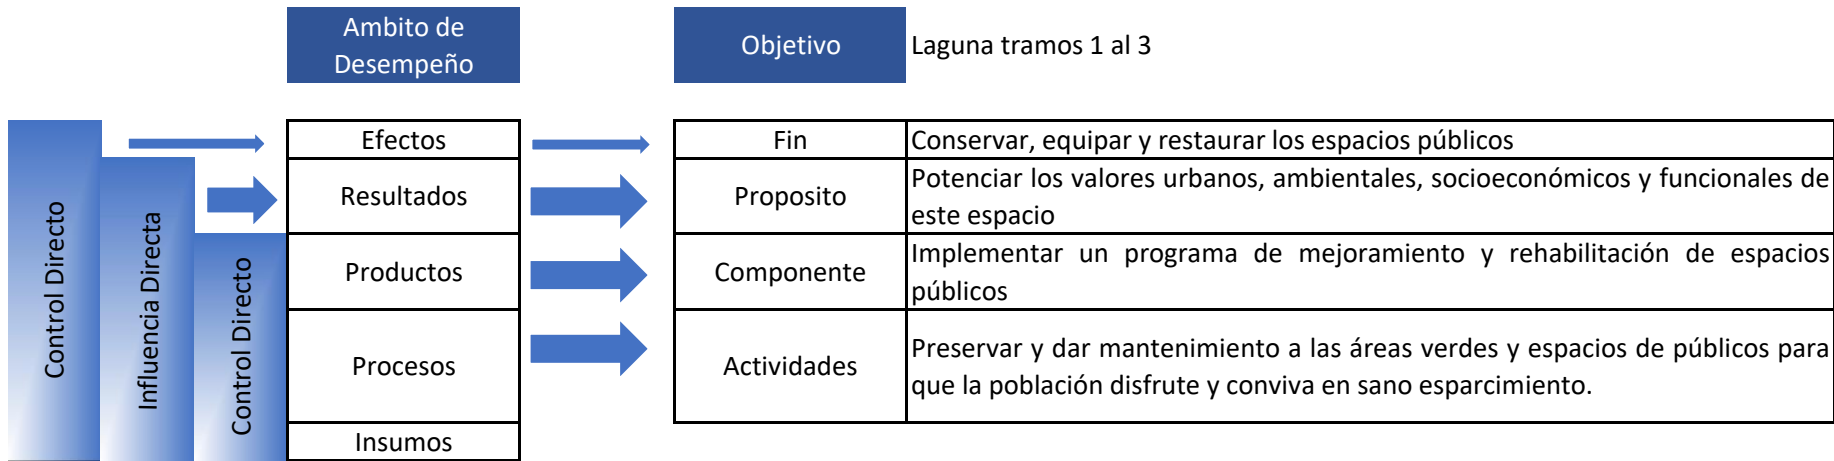 Ambito de
Desempeño
Objetivo
Laguna tramos 1 al 3
Control Directo
Influencia Directa
Control Directo
Efectos
Fin
Conservar, equipar y restaurar los espacios públicos
Resultados
Proposito
Potenciar los valores urbanos, ambientales, socioeconómicos y funcionales de
este espacio
Productos
Componente
Implementar un programa de mejoramiento y rehabilitación de espacios
públicos
Procesos
Actividades
Preservar y dar mantenimiento a las áreas verdes y espacios de públicos para
que la población disfrute y conviva en sano esparcimiento.
Insumos